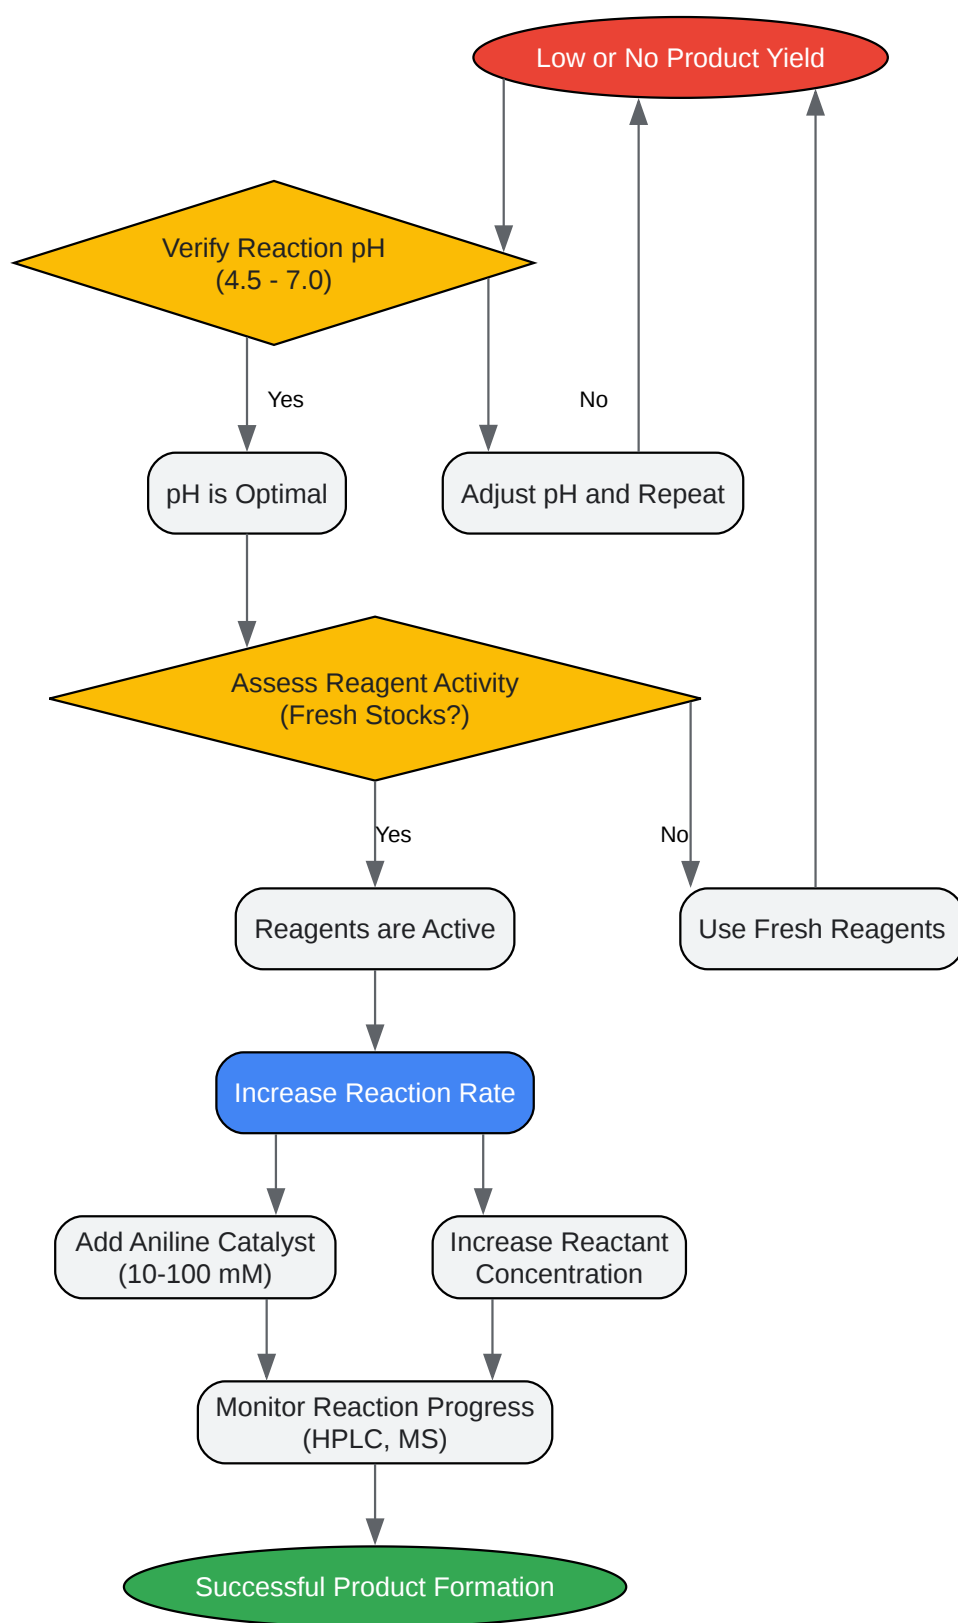 Low or No Product Yield
Verify Reaction pH
(4.5 - 7.0)
Yes
No
pH is Optimal
Adjust pH and Repeat
Assess Reagent Activity
(Fresh Stocks?)
Yes
No
Reagents are Active
Use Fresh Reagents
Increase Reaction Rate
Add Aniline Catalyst
(10-100 mM)
Increase Reactant
Concentration
Monitor Reaction Progress
(HPLC, MS)
Successful Product Formation